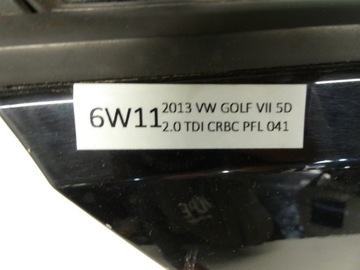 6W11
2013 VW GOLF VII 5D
2.0 TDI CRBC PFL 041